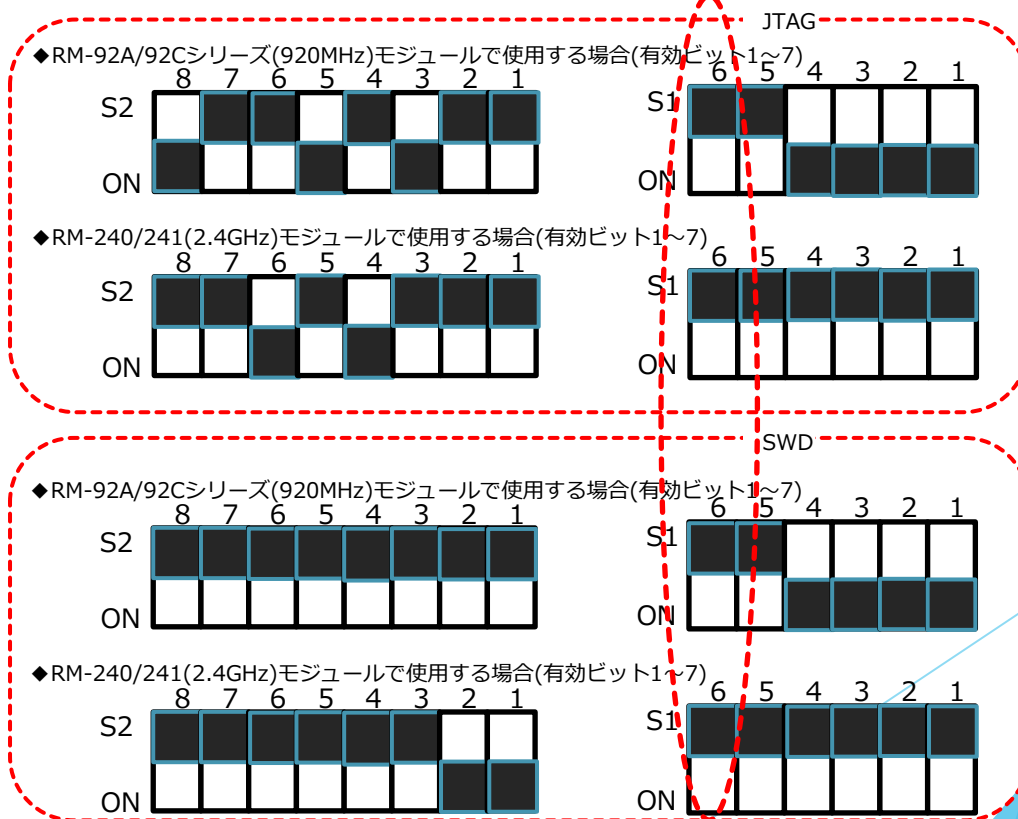 JTAG
◆RM-92A/92Cシリーズ(920MHz)モジュールで使用する場合(有効ビット1～7)
8 7 6 5 4 3 2 1
S2
ON
6 5 4 3 2 1
S1
ON
◆RM-240/241(2.4GHz)モジュールで使用する場合(有効ビット1～7)
8 7 6 5 4 3 2 1
S2
ON
6 5 4 3 2 1
S1
ON
SWD
◆RM-92A/92Cシリーズ(920MHz)モジュールで使用する場合(有効ビット1～7)
8 7 6 5 4 3 2 1
S2
ON
6 5 4 3 2 1
S1
ON
◆RM-240/241(2.4GHz)モジュールで使用する場合(有効ビット1～7)
8 7 6 5 4 3 2 1
S2
ON
6 5 4 3 2 1
S1
ON